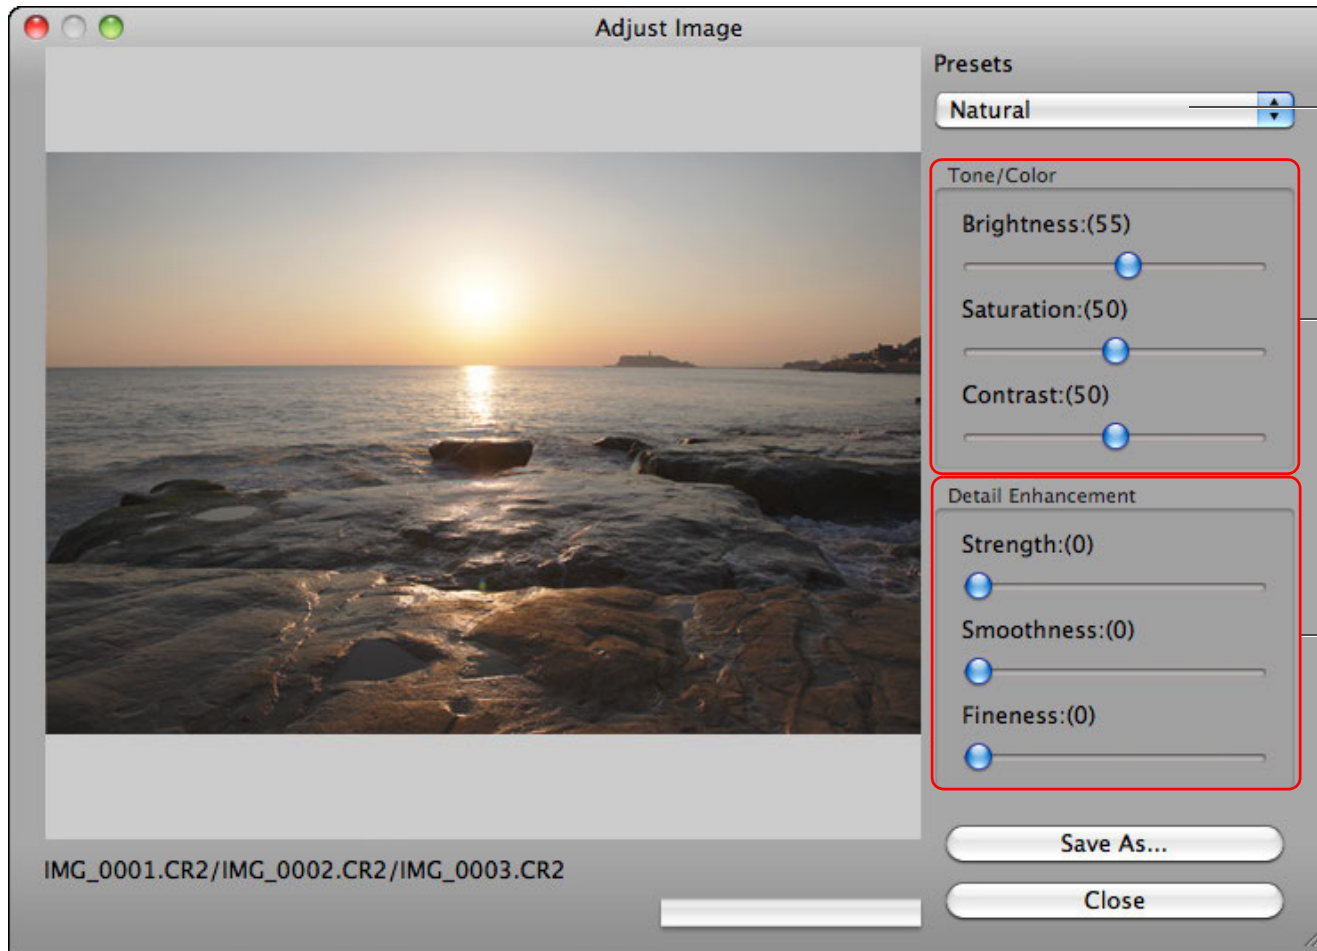 Adjust Image
Presets
Natural
Tone/Color
Brightness:(55)
Saturation:(50)
Contrast:(50)
Detail Enhancement
Strength:(0)
Smoothness:(0)
Fineness:(0)
Save As...
Close
IMG_0001.CR2/IMG_0002.CR2/IMG_0003.CR2